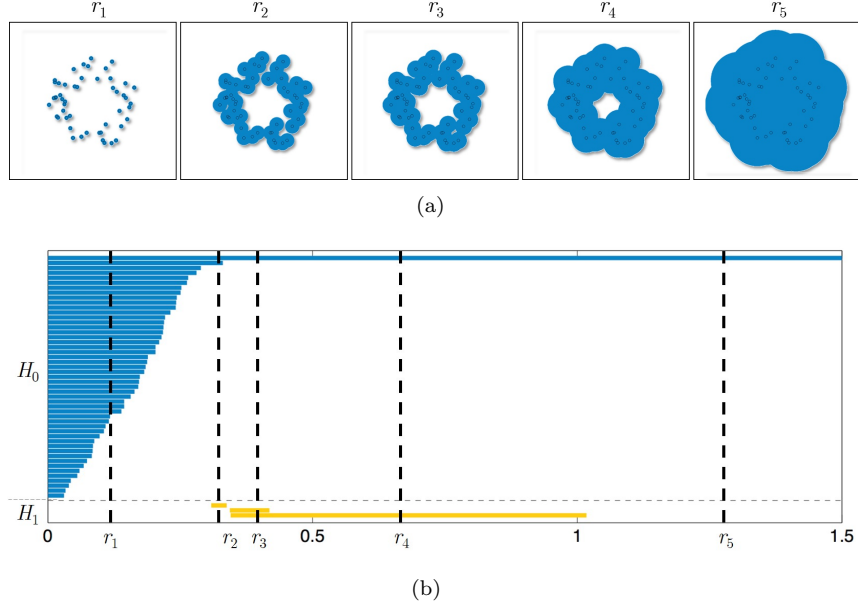 r₁ r₂ r₃ r₄ r₅
(a)
H₀
H₁
0 r₁ r₂ r₃ 0.5 r₄ 1 r₅ 1.5
(b)